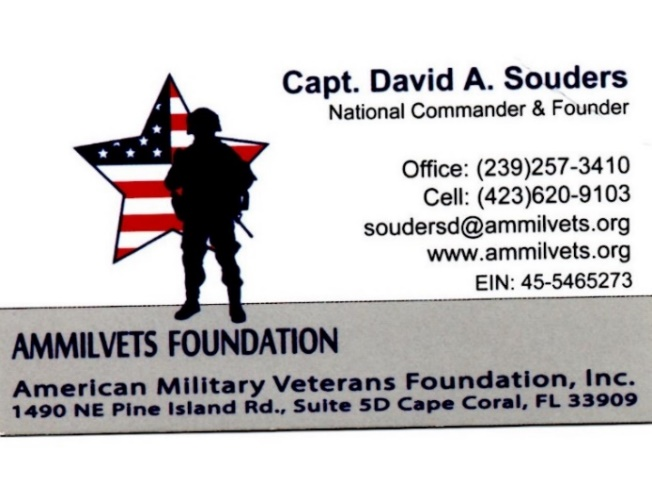 Capt. David A. Souders
National Commander & Founder
Office: (239)257-3410
Cell: (423)620-9103
soudersd@ammilvets.org
www.ammilvets.org
EIN: 45-5465273
AMMILVETS FOUNDATION
American Military Veterans Foundation, Inc.
1490 NE Pine Island Rd., Suite 5D Cape Coral, FL 33909